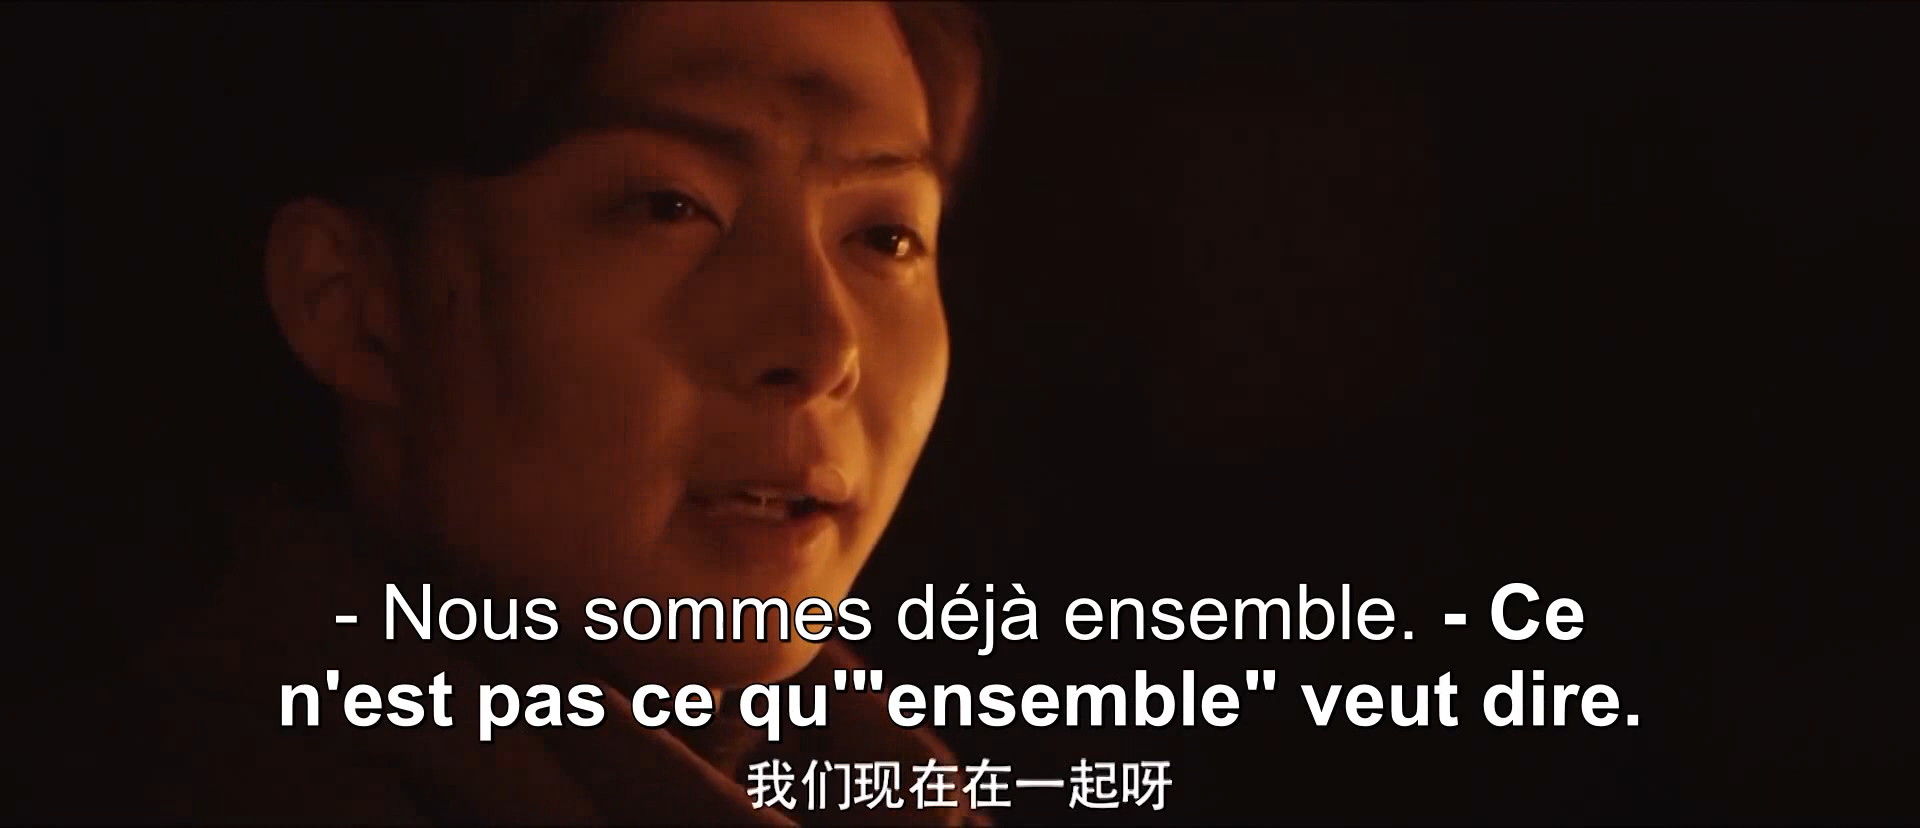 - Nous sommes déjà ensemble. - Ce
n'est pas ce qu'"ensemble" veut dire.
我们现在在一起呀